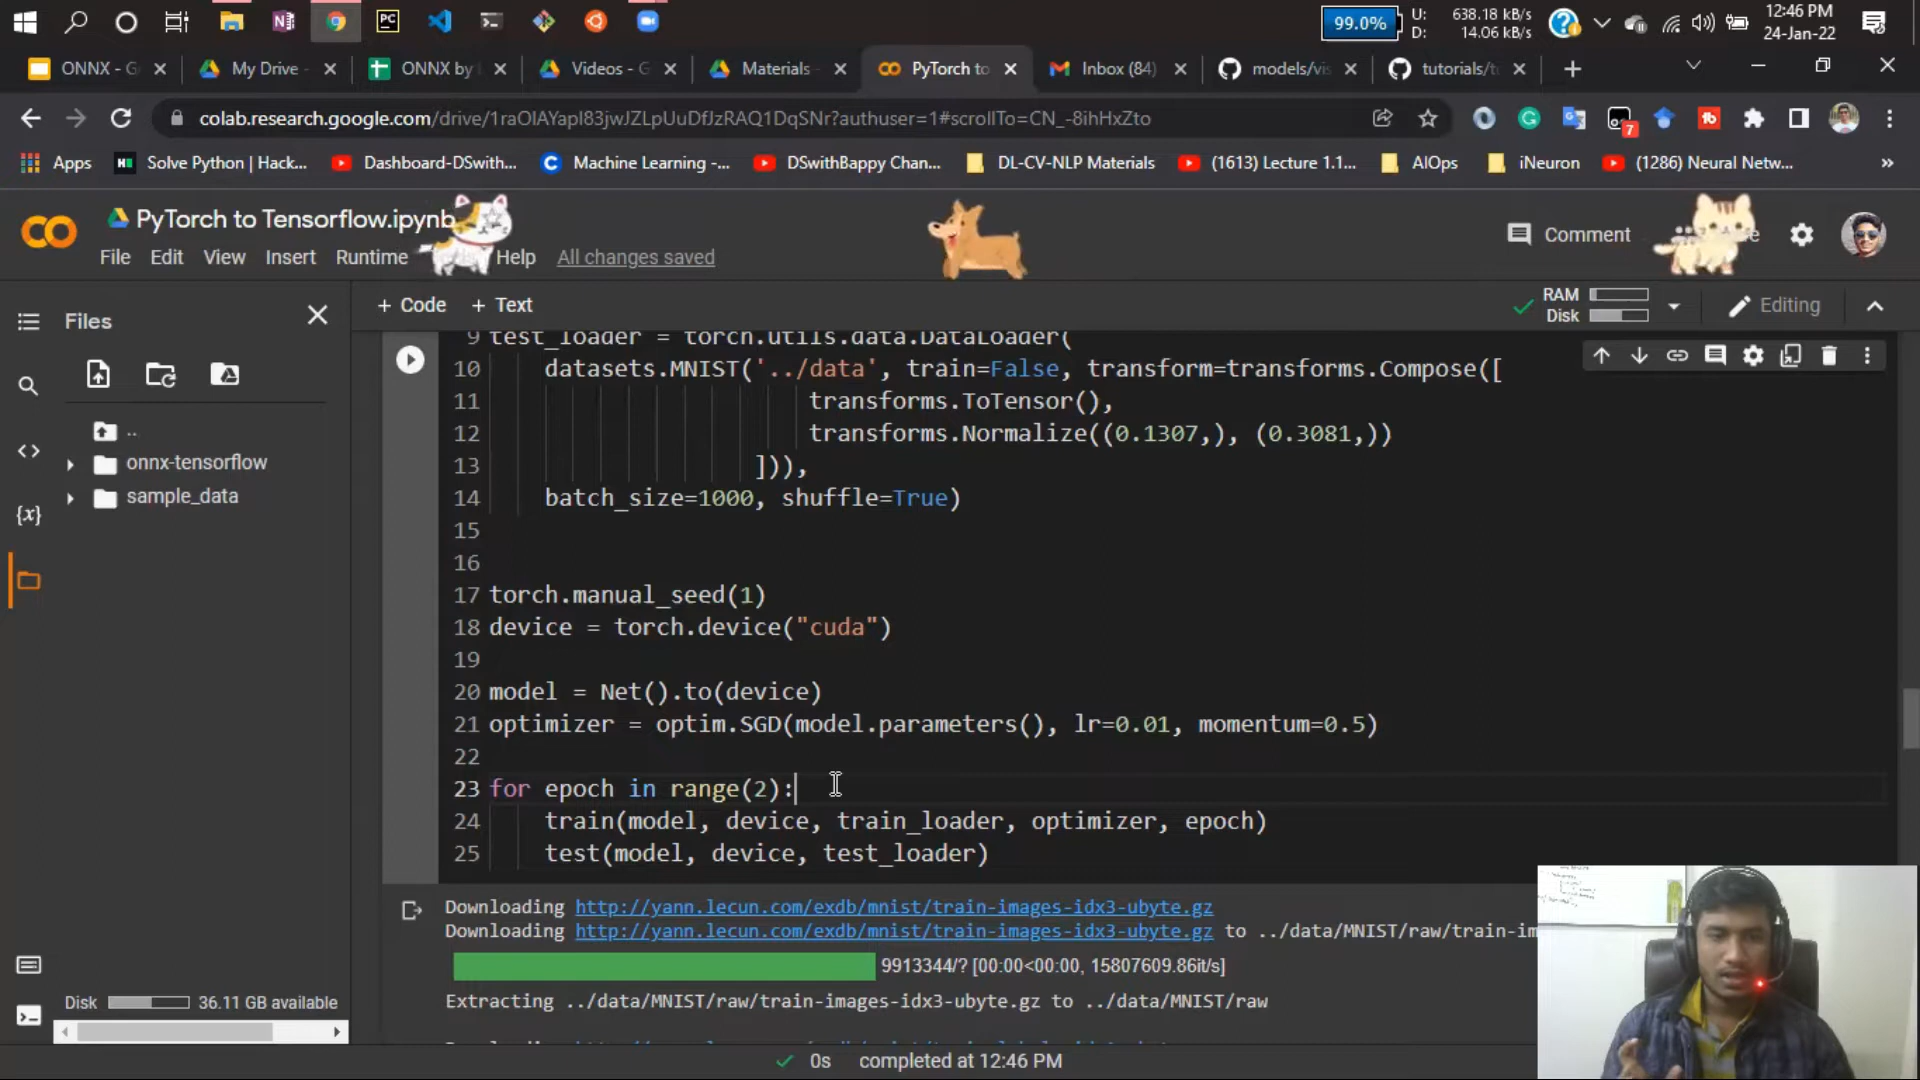 99.0%
U: 638.18 kB/s
D: 14.06 kB/s
12:46 PM
24-Jan-22
ONNX - G
My Drive -
ONNX by
Videos - G
Materials
PyTorch to
Inbox (84)
models/vis
tutorials/t
colab.research.google.com/drive/1raOlAYapl83jwJZLpUuDfJzRAQ1DqSNr?authuser=1#scrollTo=CN_-8ihHxZto
7
Apps
Solve Python | Hack...
Dashboard-DSwith...
Machine Learning -...
DSwithBappy Chan...
DL-CV-NLP Materials
(1613) Lecture 1.1...
AIOps
iNeuron
(1286) Neural Netw...
»
PyTorch to Tensorflow.ipynb
File Edit View Insert Runtime Help All changes saved
Comment
+ Code + Text
RAM
Disk
Editing
Files
..
onnx-tensorflow
sample_data
Disk 36.11 GB available
9 test_loader = torch.utils.data.DataLoader(
10 datasets.MNIST('../data', train=False, transform=transforms.Compose([
11 transforms.ToTensor(),
12 transforms.Normalize((0.1307,), (0.3081,))
13 ])),
14 batch_size=1000, shuffle=True)
15
16
17 torch.manual_seed(1)
18 device = torch.device("cuda")
19
20 model = Net().to(device)
21 optimizer = optim.SGD(model.parameters(), lr=0.01, momentum=0.5)
22
23 for epoch in range(2):
24 train(model, device, train_loader, optimizer, epoch)
25 test(model, device, test_loader)
Downloading http://yann.lecun.com/exdb/mnist/train-images-idx3-ubyte.gz
Downloading http://yann.lecun.com/exdb/mnist/train-images-idx3-ubyte.gz to ../data/MNIST/raw/train-im
9913344/? [00:00<00:00, 15807609.86it/s]
Extracting ../data/MNIST/raw/train-images-idx3-ubyte.gz to ../data/MNIST/raw
0s completed at 12:46 PM